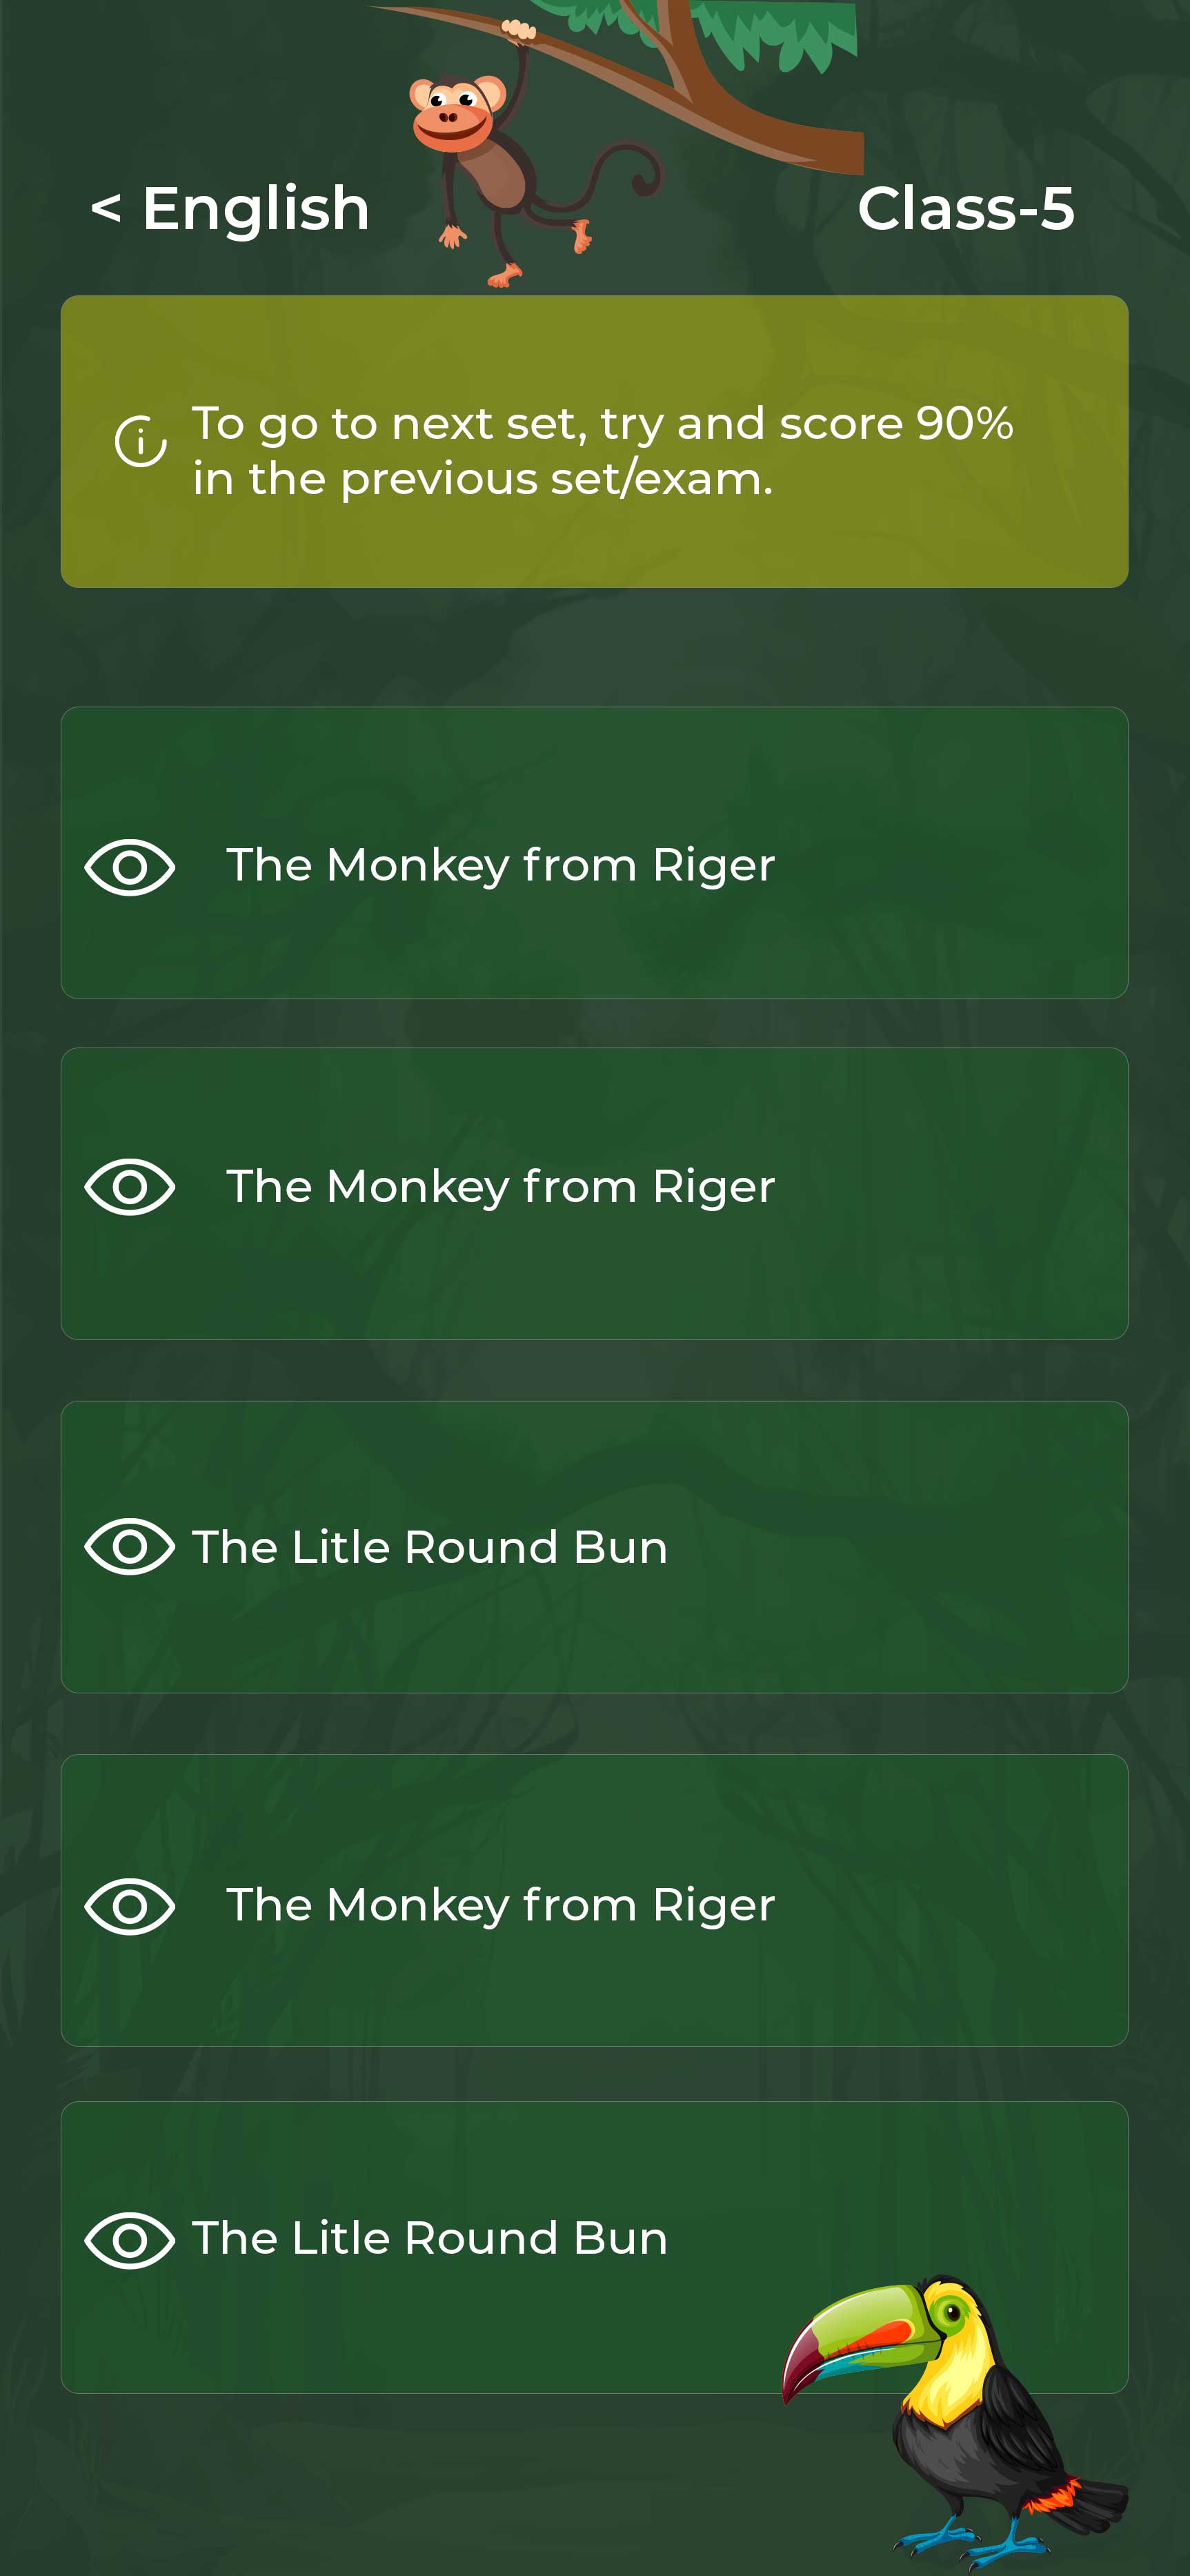 < English
Class-5
To go to next set, try and score 90%
in the previous set/exam.
The Monkey from Riger
The Monkey from Riger
The Litle Round Bun
The Monkey from Riger
The Litle Round Bun